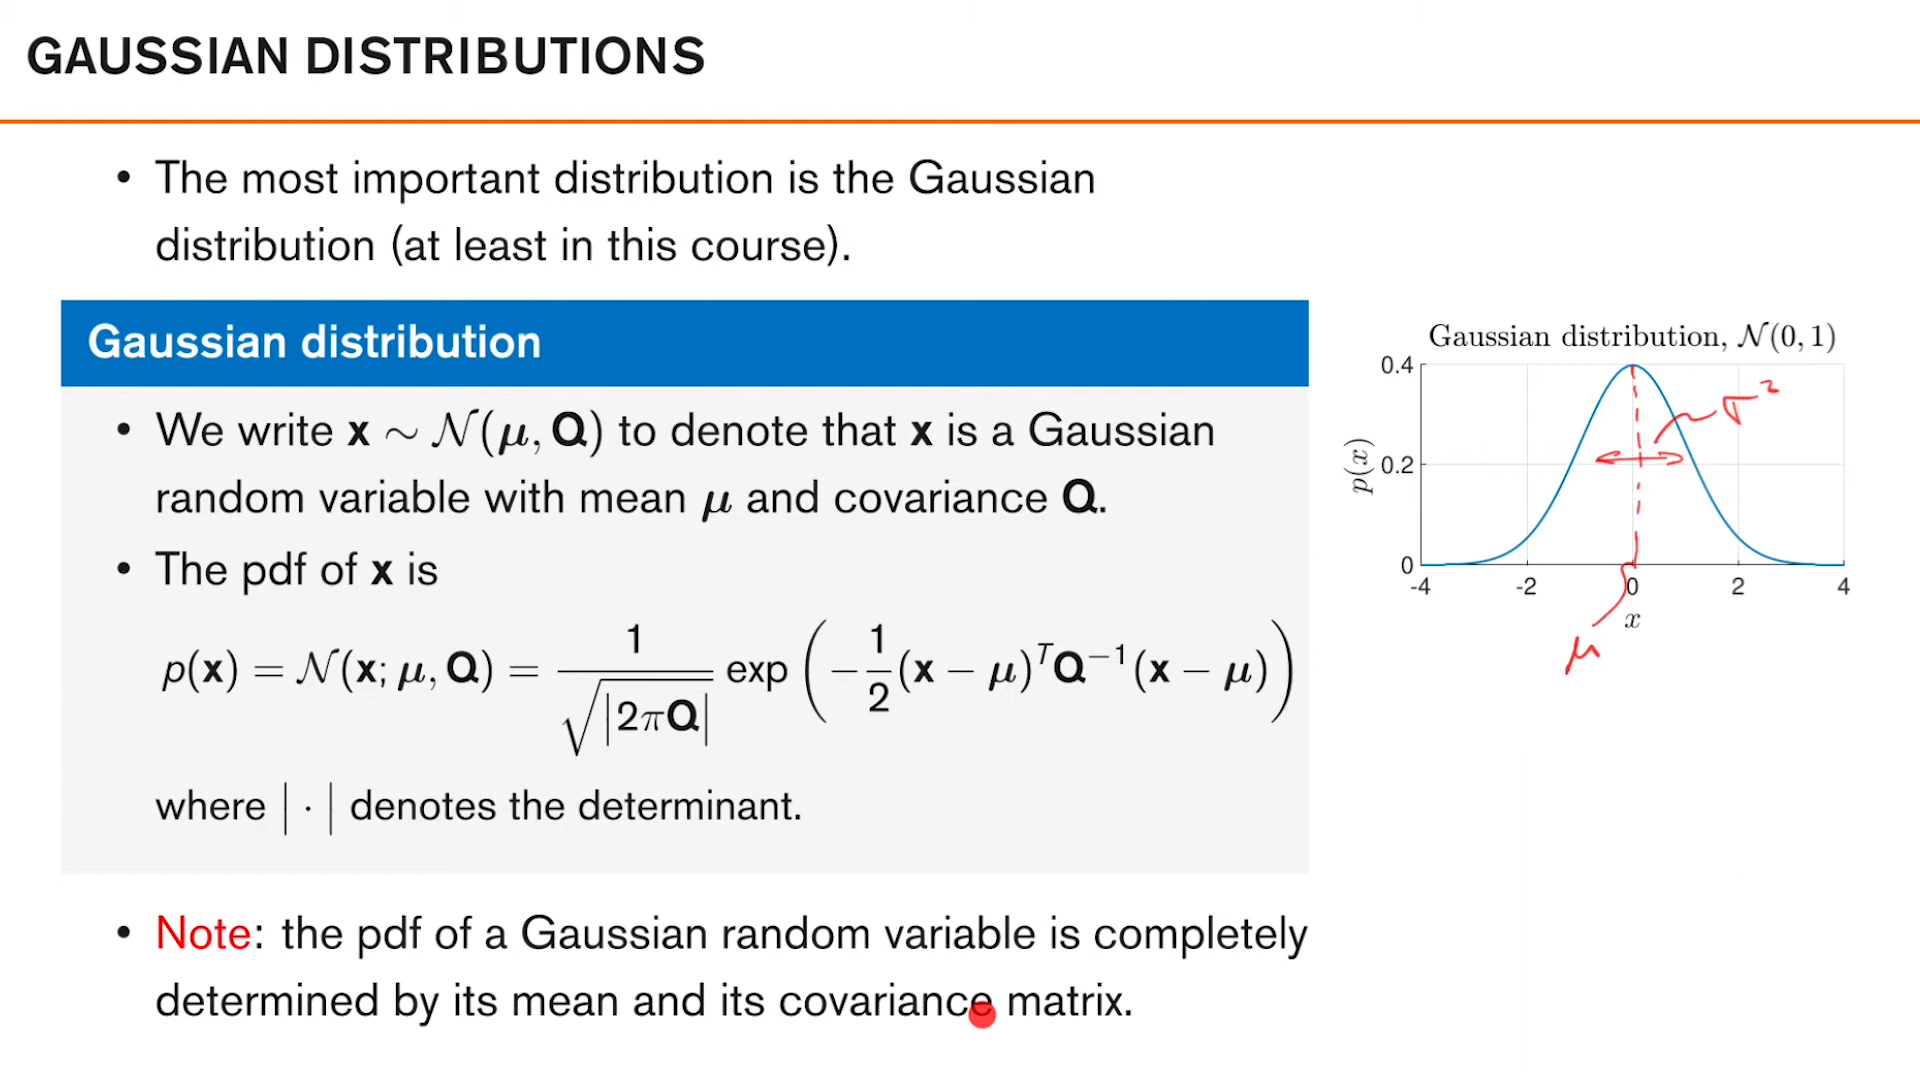 GAUSSIAN DISTRIBUTIONS
• The most important distribution is the Gaussian
distribution (at least in this course).
Gaussian distribution
• We write x ∼ 𝒩(μ, Q) to denote that x is a Gaussian
random variable with mean μ and covariance Q.
• The pdf of x is
p(x) = 𝒩(x; μ, Q) = 1/√|2πQ| exp(−1/2(x − μ)ᵀQ⁻¹(x − μ))
where |·| denotes the determinant.
• Note: the pdf of a Gaussian random variable is completely
determined by its mean and its covariance matrix.
Gaussian distribution, 𝒩(0, 1)
0.4
σ²
p(x)
0.2
0
-4 -2 0 2 4
x
μ